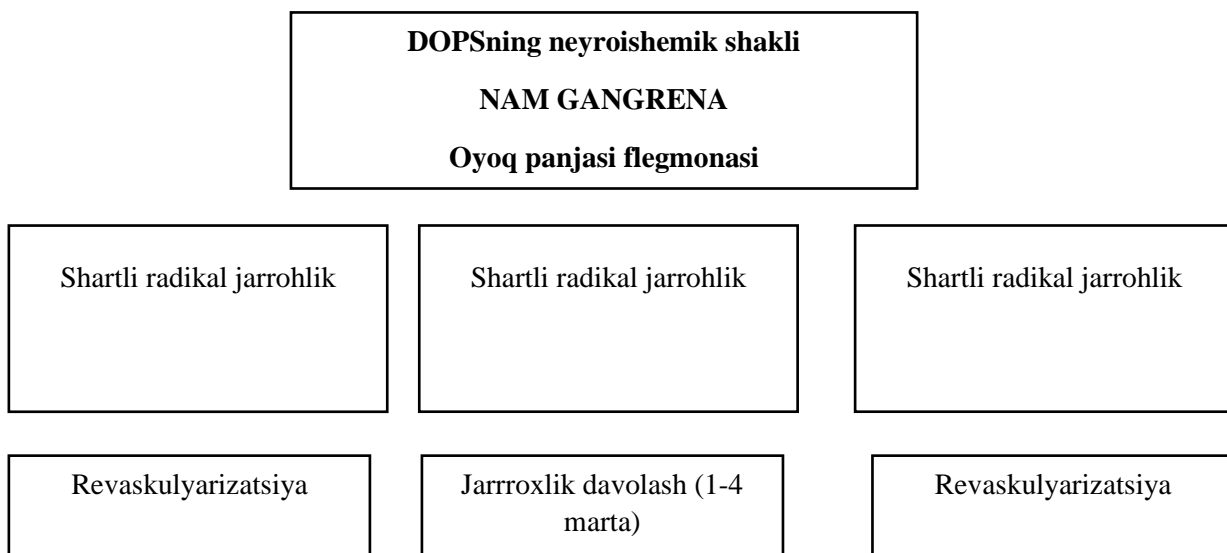 DOPSning neyroishemik shakli
NAM GANGRENA
Oyoq panjasi flegmonasi
Shartli radikal jarrohlik
Shartli radikal jarrohlik
Shartli radikal jarrohlik
Revaskulyarizatsiya
Jarrroxlik davolash (1-4
marta)
Revaskulyarizatsiya